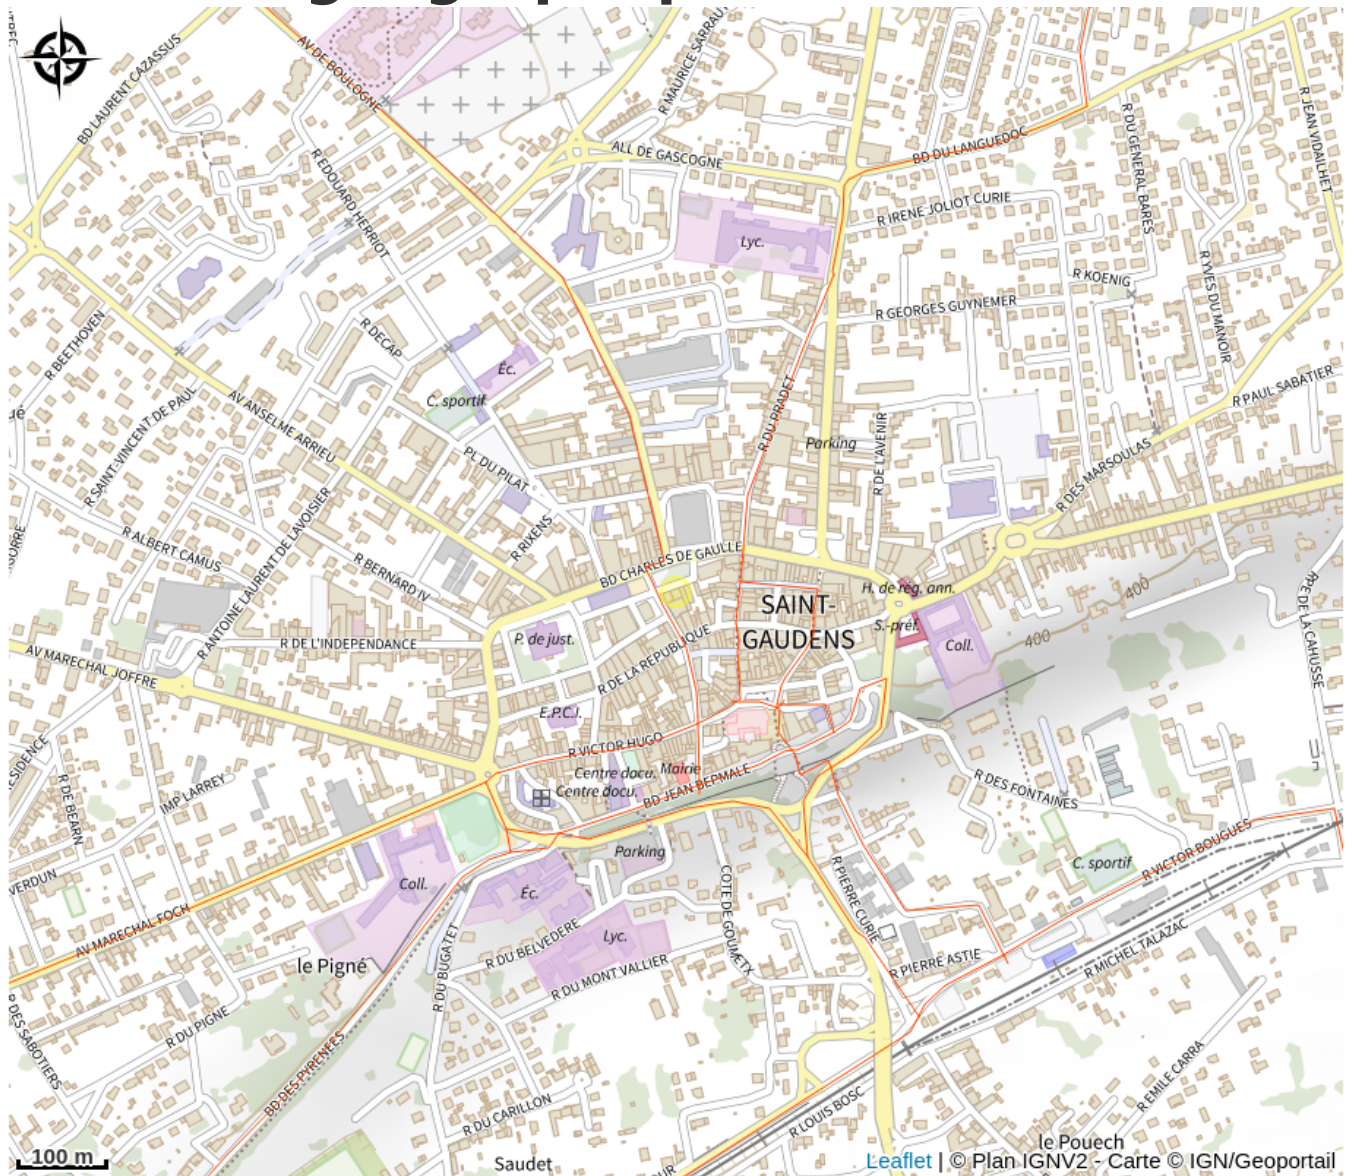 AV DE BOULOGNE
BD LAURENT CAZASSUS
R MAURICE SARRAUT
R EDOUARD HERRIOT
ALL DE GASCOGNE
BD DU LANGUEDOC
R DU GENERAL BARES
R JEAN VIDAILHET
R IRENE JOLIOT CURIE
Lyc.
R KOENIG
R YVES DU MANOIR
R GEORGES GUYNEMER
R BEETHOVEN
R DECAP
Éc.
C. sportif
AV ANSELME ARRIEU
R SAINT-VINCENT DE PAUL
R DU PRADET
Parking
R DE L'AVENIR
R PAUL SABATIER
R DES MARSOULAS
PL DU PILAT
R RIXENS
R ALBERT CAMUS
R ANTOINE LAURENT DE LAVOISIER
R BERNARD IV
BD CHARLES DE GAULLE
H. de rég. ann.
SAINT-
GAUDENS
S.-préf.
Coll.
400
400
R DE LA CAHUSSE
R DE L'INDEPENDANCE
P. de just.
R DE LA REPUBLIQUE
AV MARECHAL JOFFRE
E.P.C.I.
R VICTOR HUGO
Centre docu.
Mairie
Centre docu.
BD JEAN BEPMALE
RESIDENCE
R DE BEARN
IMP LARREY
R DES FONTAINES
VERDUN
Coll.
Parking
Éc.
C. sportif
R VICTOR BOUGUES
R PIERRE CURIE
COTE DE GOUMETX
AV MARECHAL FOCH
le Pigné
R DU BUGATET
R DU BELVEDERE
Lyc.
R DU MONT VALLIER
R PIERRE ASTIE
R MICHEL TALAZAC
R DES SABOTIERS
R DU PIGNE
BD DES PYRENEES
R DU CARILLON
R LOUIS BOSC
R EMILE CARRA
le Pouech
Saudet
100 m
Leaflet | © Plan IGNV2 - Carte © IGN/Geoportail